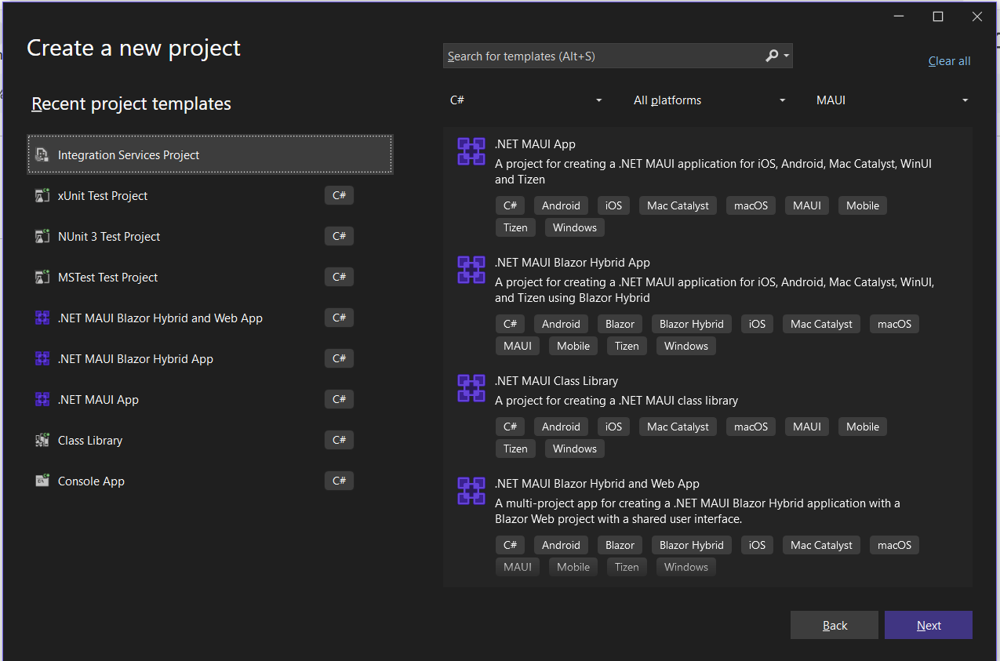 Create a new project
Search for templates (Alt+S)
Clear all
Recent project templates
C#
All platforms
MAUI
Integration Services Project
xUnit Test Project
C#
NUnit 3 Test Project
C#
MSTest Test Project
C#
.NET MAUI Blazor Hybrid and Web App
C#
.NET MAUI Blazor Hybrid App
C#
.NET MAUI App
C#
Class Library
C#
Console App
C#
.NET MAUI App
A project for creating a .NET MAUI application for iOS, Android, Mac Catalyst, WinUI
and Tizen
C# Android iOS Mac Catalyst macOS MAUI Mobile
Tizen Windows
.NET MAUI Blazor Hybrid App
A project for creating a .NET MAUI application for iOS, Android, Mac Catalyst, WinUI,
and Tizen using Blazor Hybrid
C# Android Blazor Blazor Hybrid iOS Mac Catalyst macOS
MAUI Mobile Tizen Windows
.NET MAUI Class Library
A project for creating a .NET MAUI class library
C# Android iOS Mac Catalyst macOS MAUI Mobile
Tizen Windows
.NET MAUI Blazor Hybrid and Web App
A multi-project app for creating a .NET MAUI Blazor Hybrid application with a
Blazor Web project with a shared user interface.
C# Android Blazor Blazor Hybrid iOS Mac Catalyst macOS
MAUI Mobile Tizen Windows
Back
Next